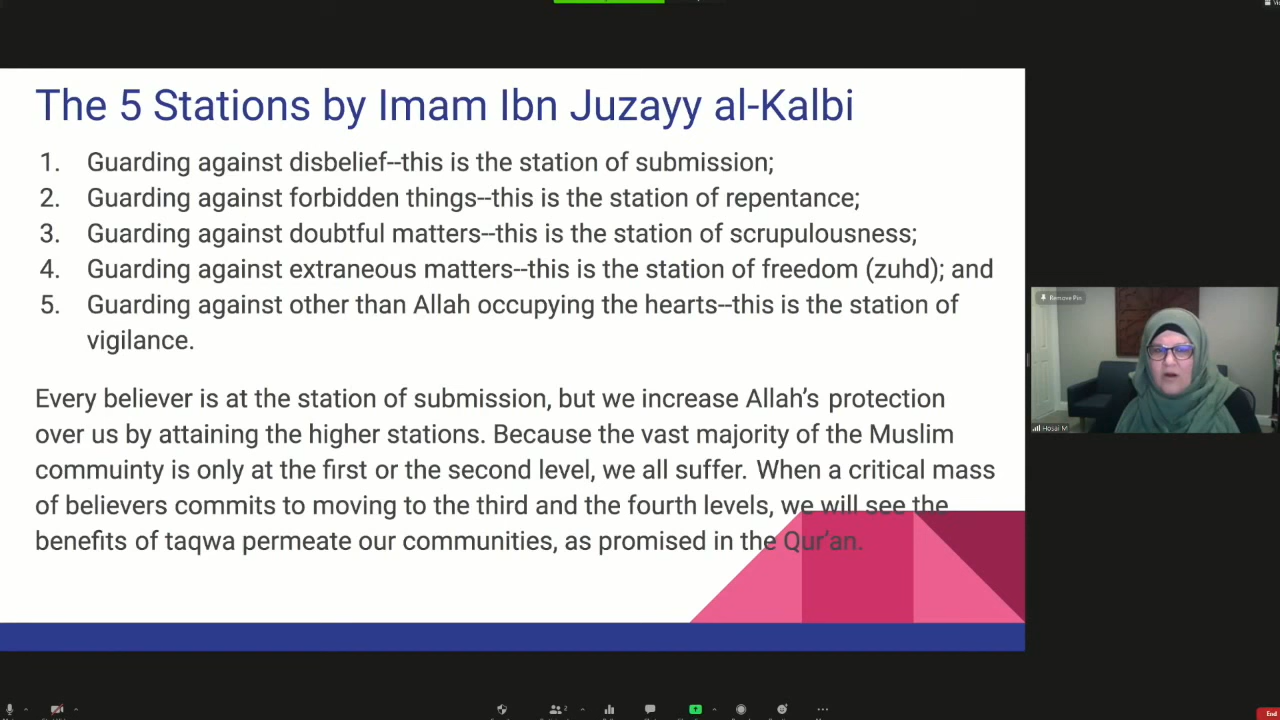 The 5 Stations by Imam Ibn Juzayy al-Kalbi
1. Guarding against disbelief--this is the station of submission;
2. Guarding against forbidden things--this is the station of repentance;
3. Guarding against doubtful matters--this is the station of scrupulousness;
4. Guarding against extraneous matters--this is the station of freedom (zuhd); and
5. Guarding against other than Allah occupying the hearts--this is the station of
vigilance.
Every believer is at the station of submission, but we increase Allah's protection
over us by attaining the higher stations. Because the vast majority of the Muslim
commuinty is only at the first or the second level, we all suffer. When a critical mass
of believers commits to moving to the third and the fourth levels, we will see the
benefits of taqwa permeate our communities, as promised in the Qur'an.
Remove Pin
Hosai M
2
End